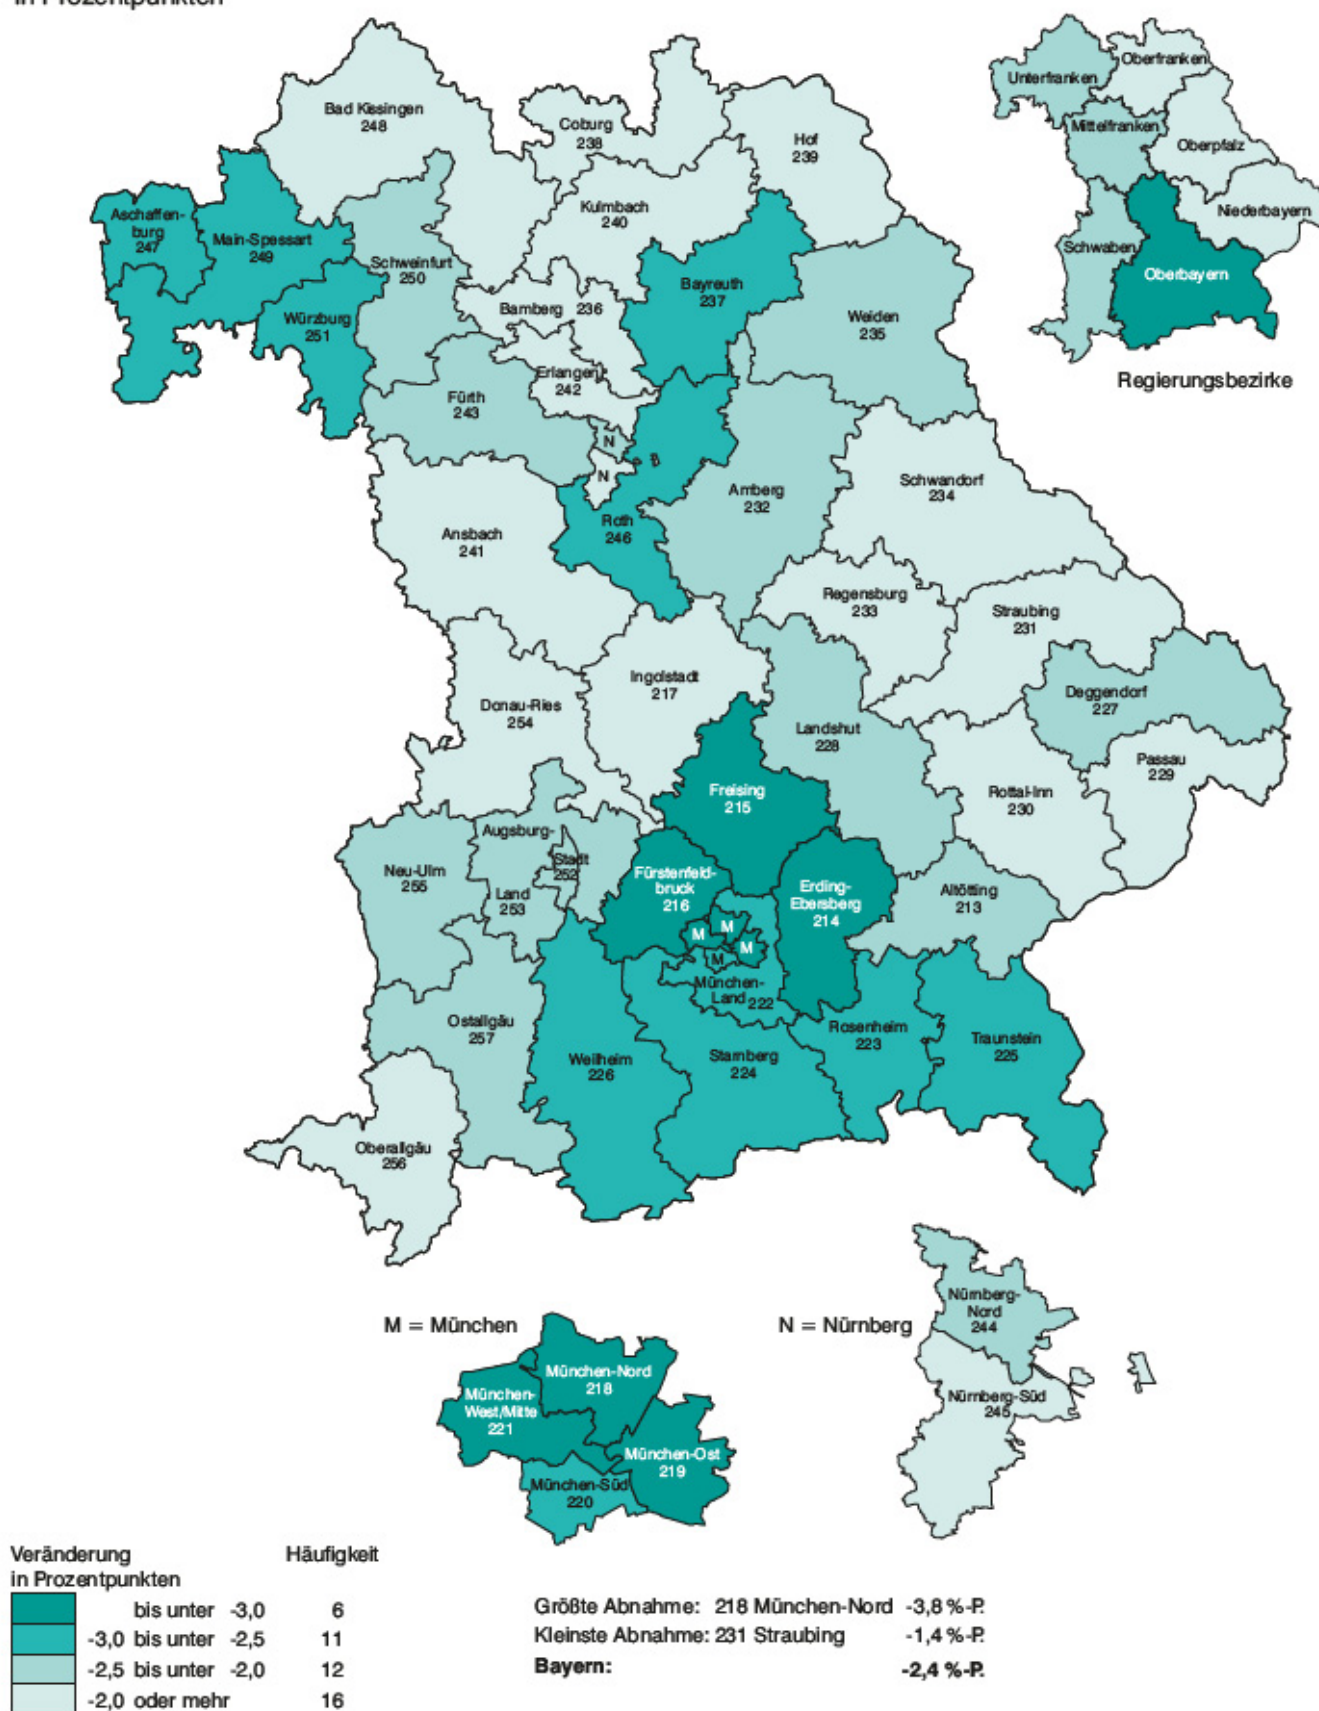 in Prozentpunkten
Unterfranken
Oberfranken
Mittelfranken
Oberpfalz
Niederbayern
Schwaben
Oberbayern
Regierungsbezirke
Bad Kissingen
248
Coburg
238
Hof
239
Kulmbach
240
Aschaffen-
burg
247
Main-Spessart
249
Schweinfurt
250
Bayreuth
237
Bamberg 236
Würzburg
251
Weiden
235
Erlangen
242
Fürth
243
N
N
Amberg
232
Schwandorf
234
Roth
246
Ansbach
241
Regensburg
233
Straubing
231
Ingolstadt
217
Deggendorf
227
Donau-Ries
254
Landshut
228
Passau
229
Rottal-Inn
230
Freising
215
Augsburg-
Stadt
252
Land
253
Neu-Ulm
255
Fürstenfeld-
bruck
216
Erding-
Ebersberg
214
Altötting
213
M
M
M
M
München-
Land 222
Ostallgäu
257
Weilheim
226
Starnberg
224
Rosenheim
223
Traunstein
225
Oberallgäu
256
M = München
München-Nord
218
München-
West/Mitte
221
München-Ost
219
München-Süd
220
N = Nürnberg
Nürnberg-
Nord
244
Nürnberg-Süd
245
Veränderung
in Prozentpunkten
Häufigkeit
bis unter -3,0 6
-3,0 bis unter -2,5 11
-2,5 bis unter -2,0 12
-2,0 oder mehr 16
Größte Abnahme: 218 München-Nord -3,8 %-P.
Kleinste Abnahme: 231 Straubing -1,4 %-P.
Bayern: -2,4 %-P.